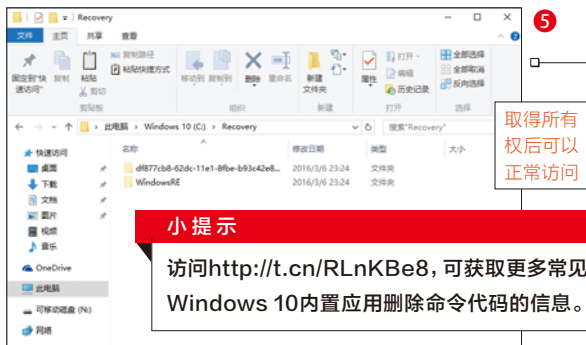 Recovery
5
文件 主页 共享 查看
固定到"快速访问" 复制 粘贴 复制路径 粘贴快捷方式 剪切 移动到 复制到 删除 重命名 新建文件夹 属性 打开 编辑 历史记录 全部选择 全部取消 反向选择
剪贴板 组织 新建 打开 选择
此电脑 > Windows 10 (C:) > Recovery
搜索"Recovery"
名称 修改日期 类型 大小
df877cb8-62dc-11e1-8fbe-b93c42e8... 2016/3/6 23:24 文件夹
WindowsRE 2016/3/6 23:24 文件夹
快速访问
桌面
下载
文档
图片
视频
音乐
OneDrive
此电脑
可移动磁盘 (N:)
网络
取得所有
权后可以
正常访问
小提示
访问http://t.cn/RLnKBe8，可获取更多常见
Windows 10内置应用删除命令代码的信息。